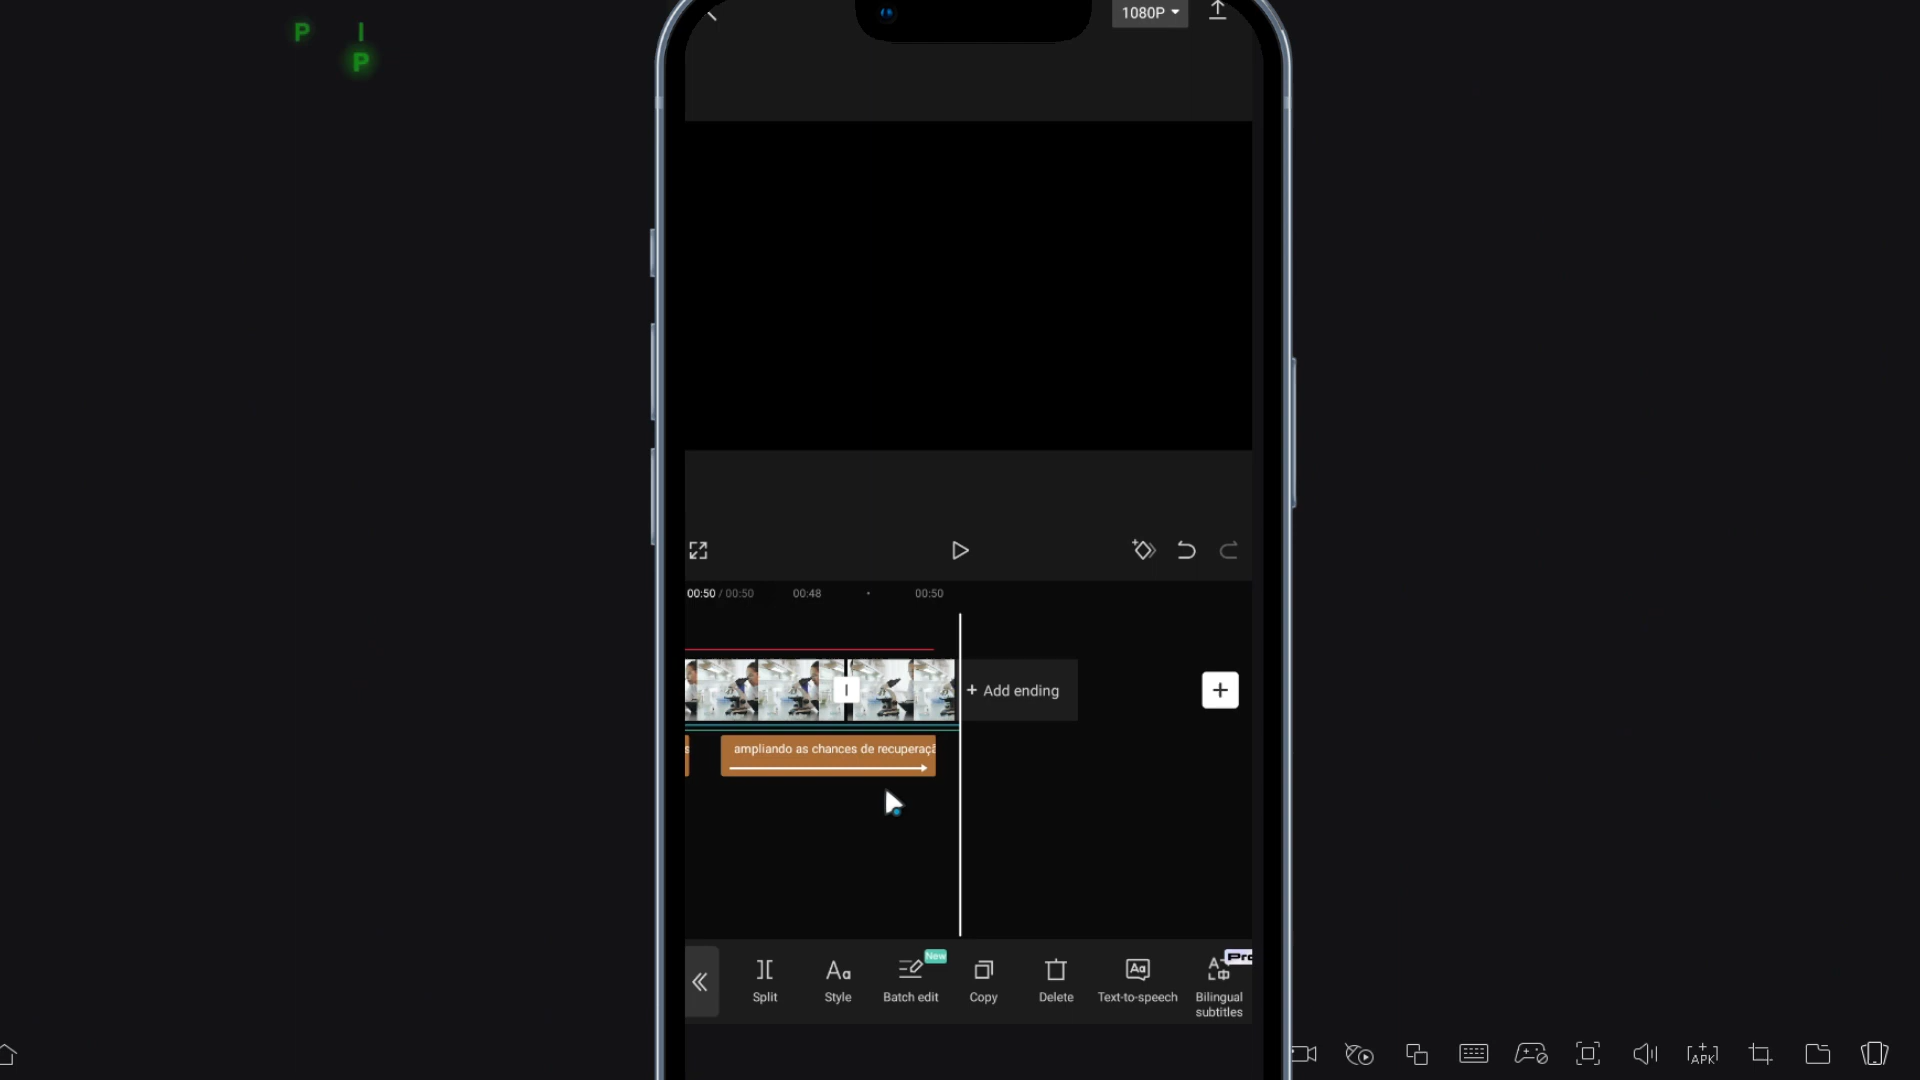 P I
P
1080P
00:50 / 00:50 00:48 00:50
+ Add ending
s ampliando as chances de recuperaçã
New
Pro
Split Style Batch edit Copy Delete Text-to-speech Bilingual
subtitles
APK